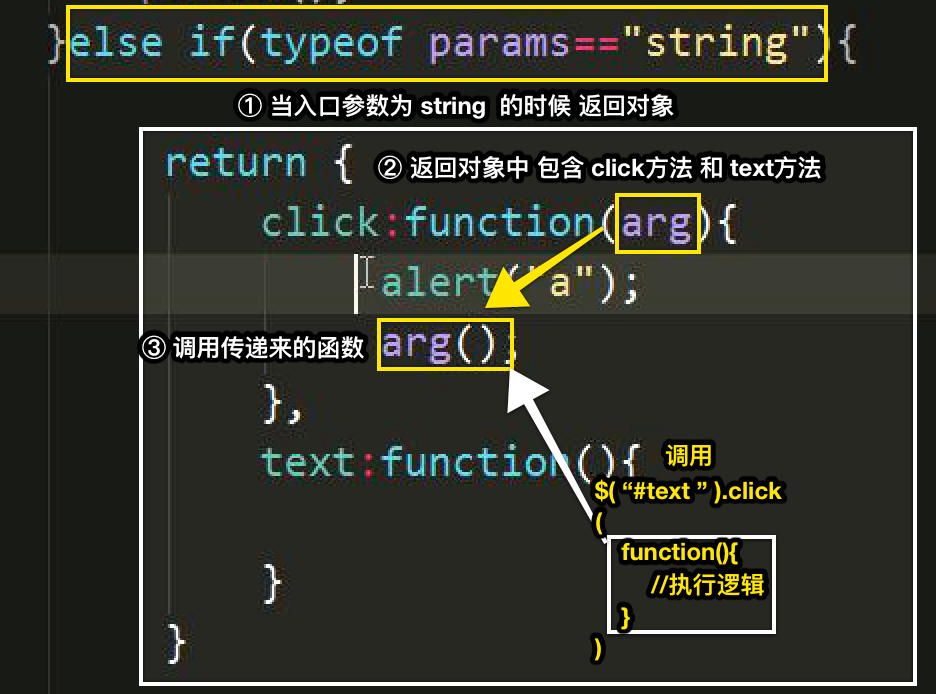 }else if(typeof params=="string"){
① 当入口参数为 string 的时候 返回对象
return { ② 返回对象中 包含 click方法 和 text方法
click:function(arg){
alert("a");
③ 调用传递来的函数 arg();
},
text:function(){
调用
$( “#text ” ).click
(
function(){
//执行逻辑
}
)
}
}